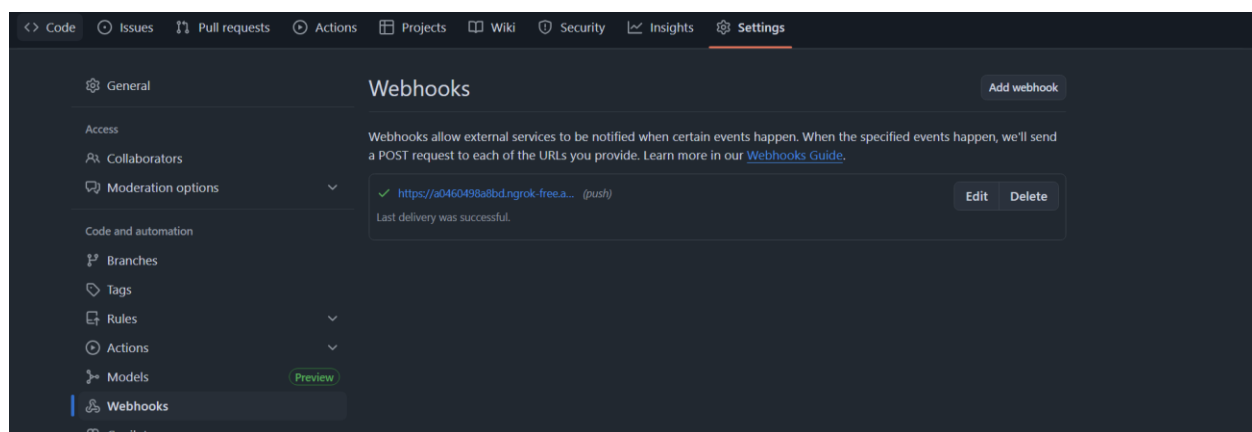 <> Code Issues Pull requests Actions Projects Wiki Security Insights Settings
General
Access
Collaborators
Moderation options
Code and automation
Branches
Tags
Rules
Actions
Models Preview
Webhooks
Webhooks Add webhook
Webhooks allow external services to be notified when certain events happen. When the specified events happen, we'll send
a POST request to each of the URLs you provide. Learn more in our Webhooks Guide.
https://a0460498a8bd.ngrok-free.a... (push) Edit Delete
Last delivery was successful.